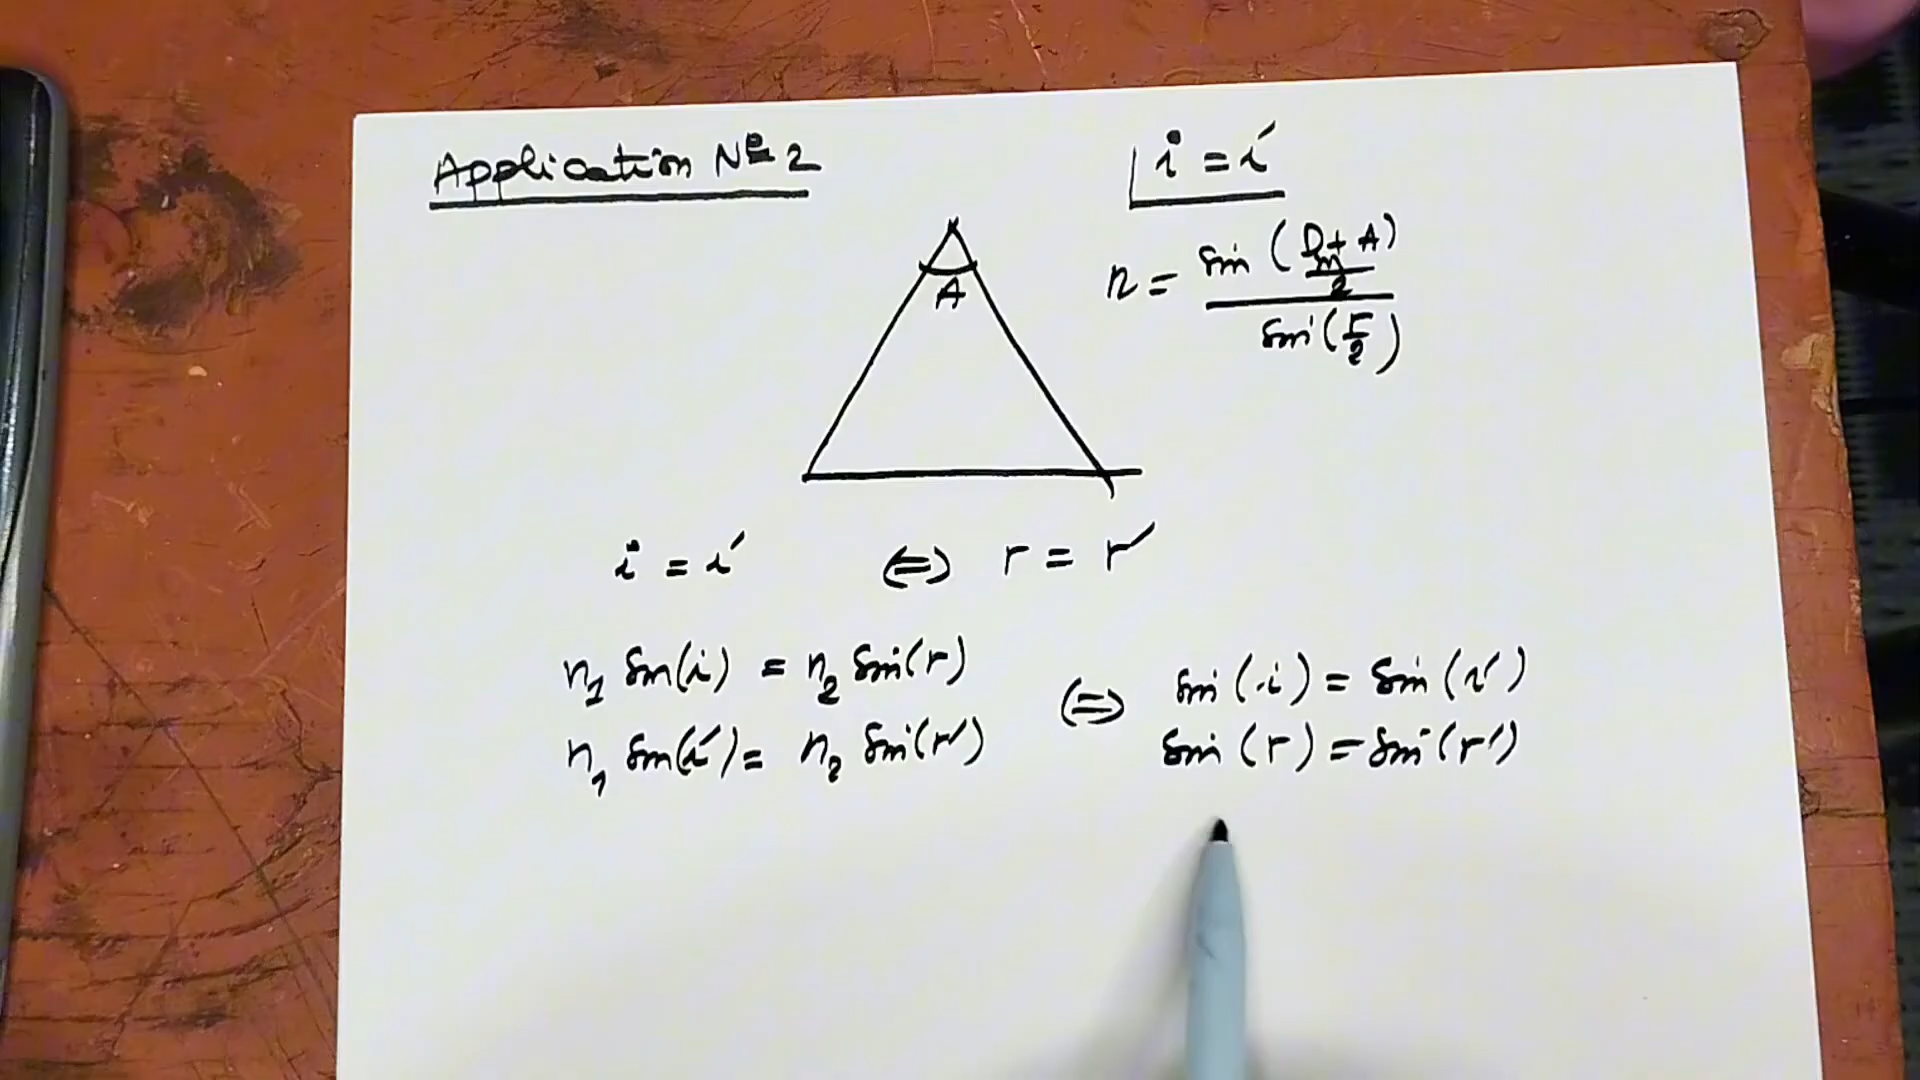 Application Nº 2
i = i'
A
n = sin (Dm + A / 2) / sin (r/2)
i = i' ⇔ r = r'
n1 sin(i) = n2 sin(r)
n1 sin(i') = n2 sin(r')
⇔
sin (i) = sin (i')
sin (r) = sin (r')